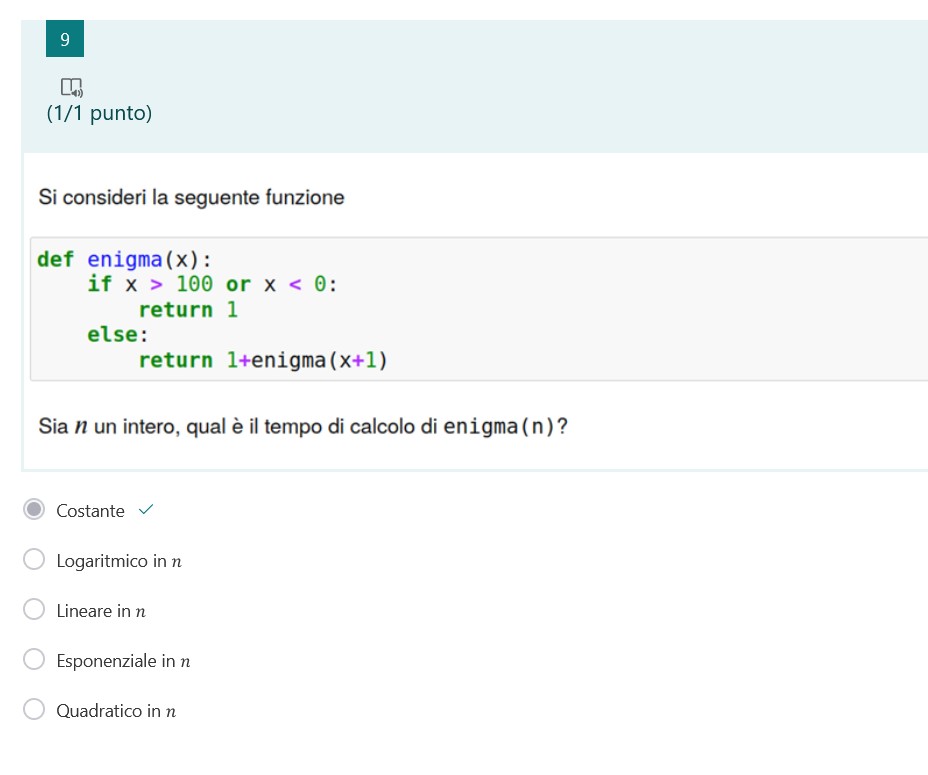 9
(1/1 punto)
Si consideri la seguente funzione
def enigma(x):
    if x > 100 or x < 0:
        return 1
    else:
        return 1+enigma(x+1)
Sia n un intero, qual è il tempo di calcolo di enigma(n)?
Costante
Logaritmico in n
Lineare in n
Esponenziale in n
Quadratico in n